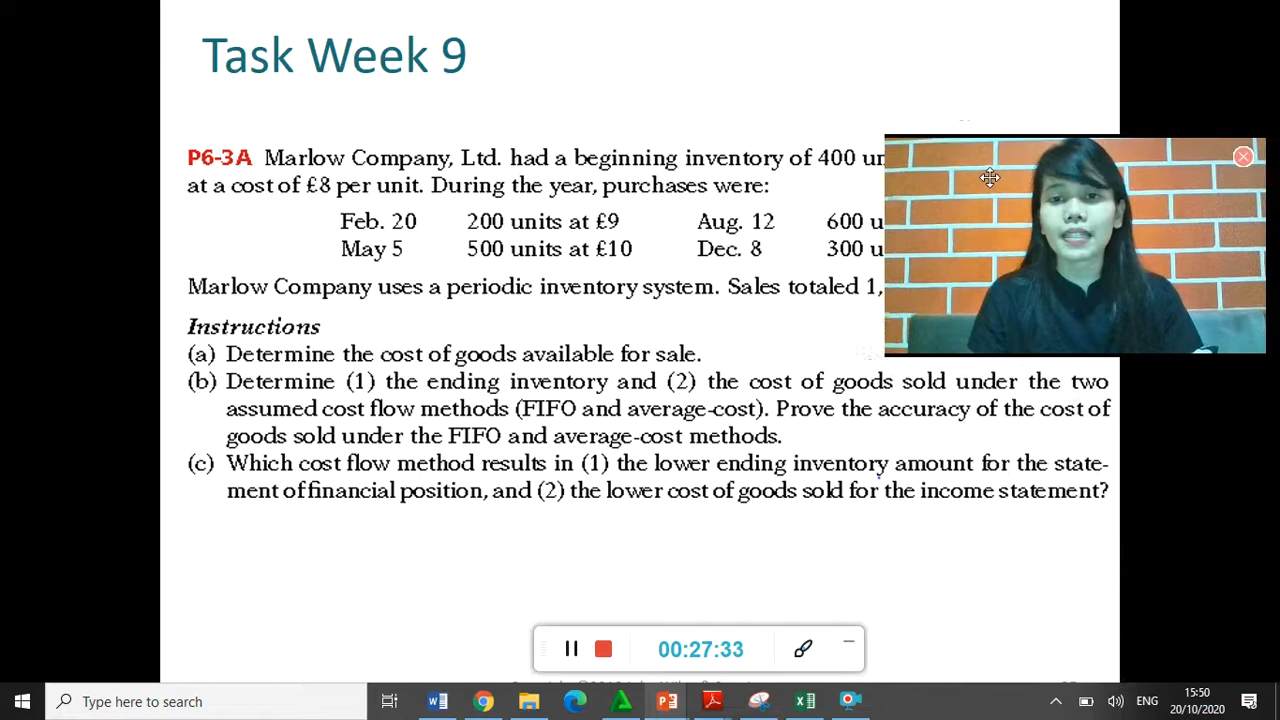 Task Week 9
P6-3A Marlow Company, Ltd. had a beginning inventory of 400
at a cost of £8 per unit. During the year, purchases were:
Feb. 20 200 units at £9 Aug. 12 600
May 5 500 units at £10 Dec. 8 300
Marlow Company uses a periodic inventory system. Sales totaled 1,
Instructions
(a) Determine the cost of goods available for sale.
(b) Determine (1) the ending inventory and (2) the cost of goods sold under the two
assumed cost flow methods (FIFO and average-cost). Prove the accuracy of the cost of
goods sold under the FIFO and average-cost methods.
(c) Which cost flow method results in (1) the lower ending inventory amount for the state-
ment of financial position, and (2) the lower cost of goods sold for the income statement?
00:27:33
Type here to search
ENG
15:50
20/10/2020